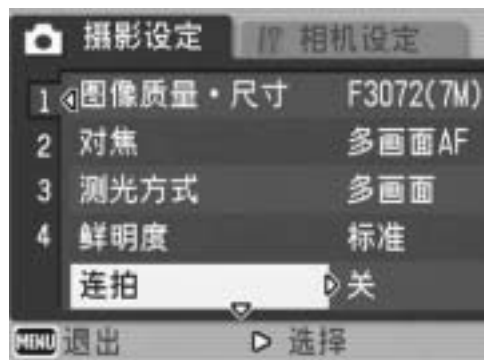 摄影设定 相机设定
1 图像质量・尺寸 F3072(7M)
2 对焦 多画面AF
3 测光方式 多画面
4 鲜明度 标准
连拍 关
MENU 退出 选择